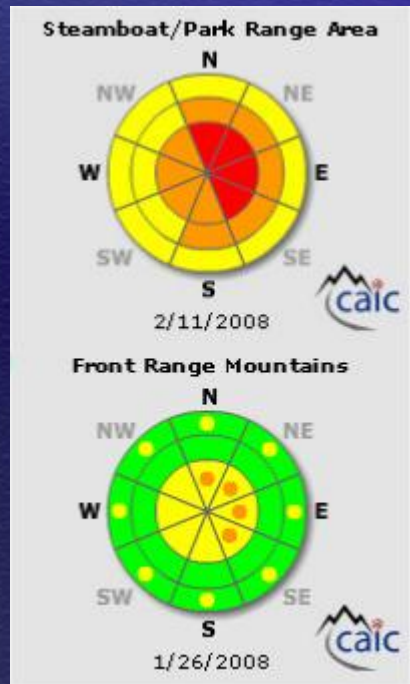 Steamboat/Park Range Area
N
NW NE
W E
SW SE
S
caic
2/11/2008
Front Range Mountains
N
NW NE
W E
SW SE
S
caic
1/26/2008